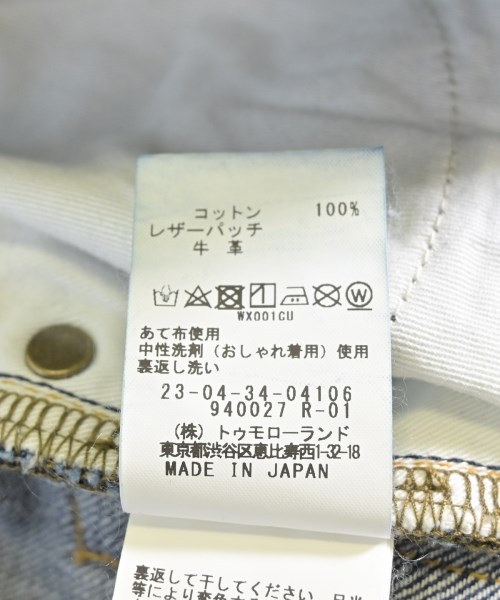 コットン 100%
レザーパッチ
牛 革
W
WX001CU
あて布使用
中性洗剤 (おしゃれ着用) 使用
裏返し洗い
23-04-34-04106
940027 R-01
(株) トゥモローランド
東京都渋谷区恵比寿西1-32-18
MADE IN JAPAN
裏返して干してください。